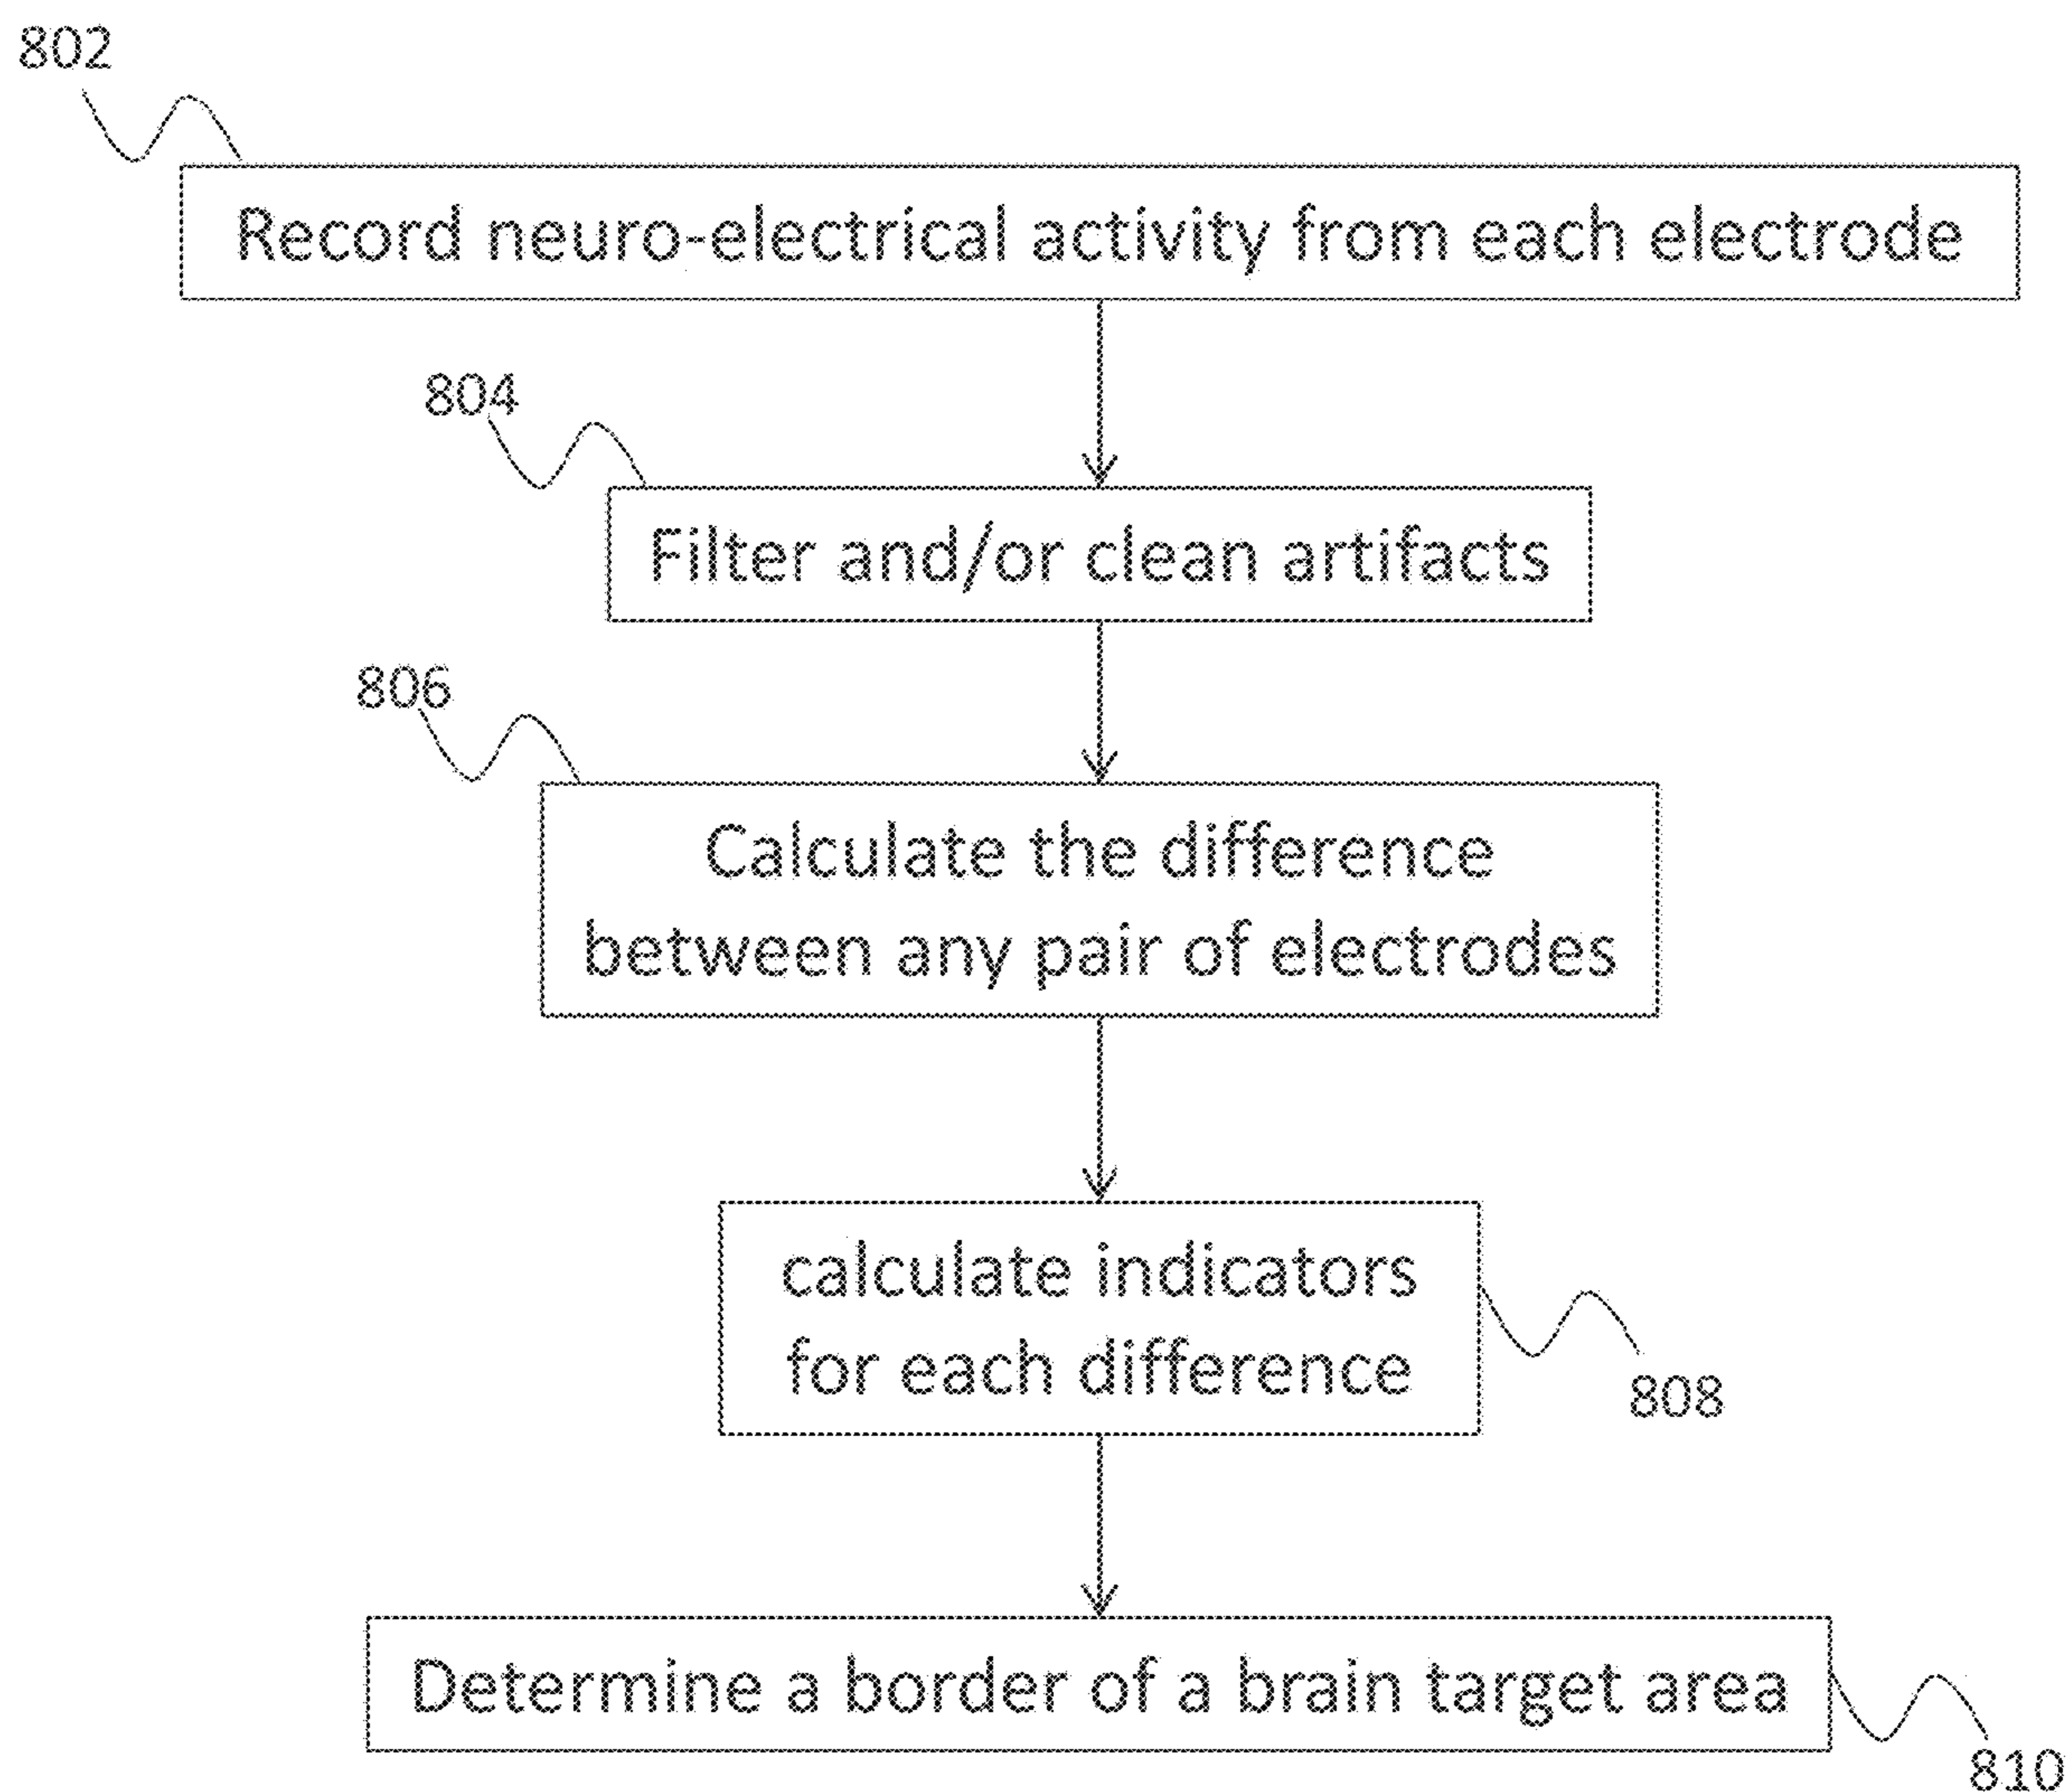 802
Record neuro-electrical activity from each electrode
804
Filter and/or clean artifacts
806
Calculate the difference
between any pair of electrodes
calculate indicators
for each difference
808
Determine a border of a brain target area
810